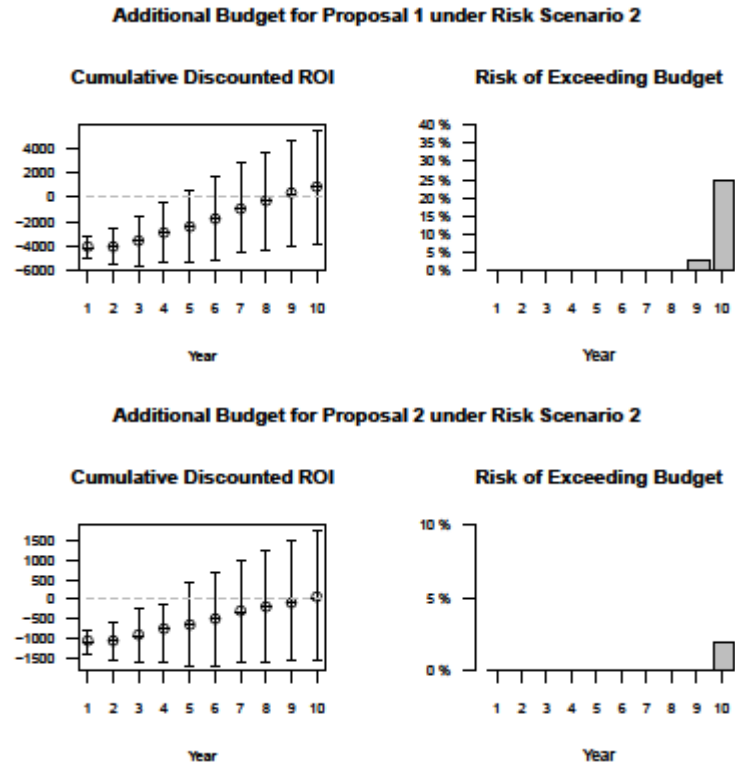 Additional Budget for Proposal 1 under Risk Scenario 2
Cumulative Discounted ROI
4000
2000
0
−2000
−4000
−6000
1 2 3 4 5 6 7 8 9 10
Year
Risk of Exceeding Budget
40 %
35 %
30 %
25 %
20 %
15 %
10 %
5 %
0 %
1 2 3 4 5 6 7 8 9 10
Year
Additional Budget for Proposal 2 under Risk Scenario 2
Cumulative Discounted ROI
1500
1000
500
0
−500
−1000
−1500
1 2 3 4 5 6 7 8 9 10
Year
Risk of Exceeding Budget
10 %
5 %
0 %
1 2 3 4 5 6 7 8 9 10
Year